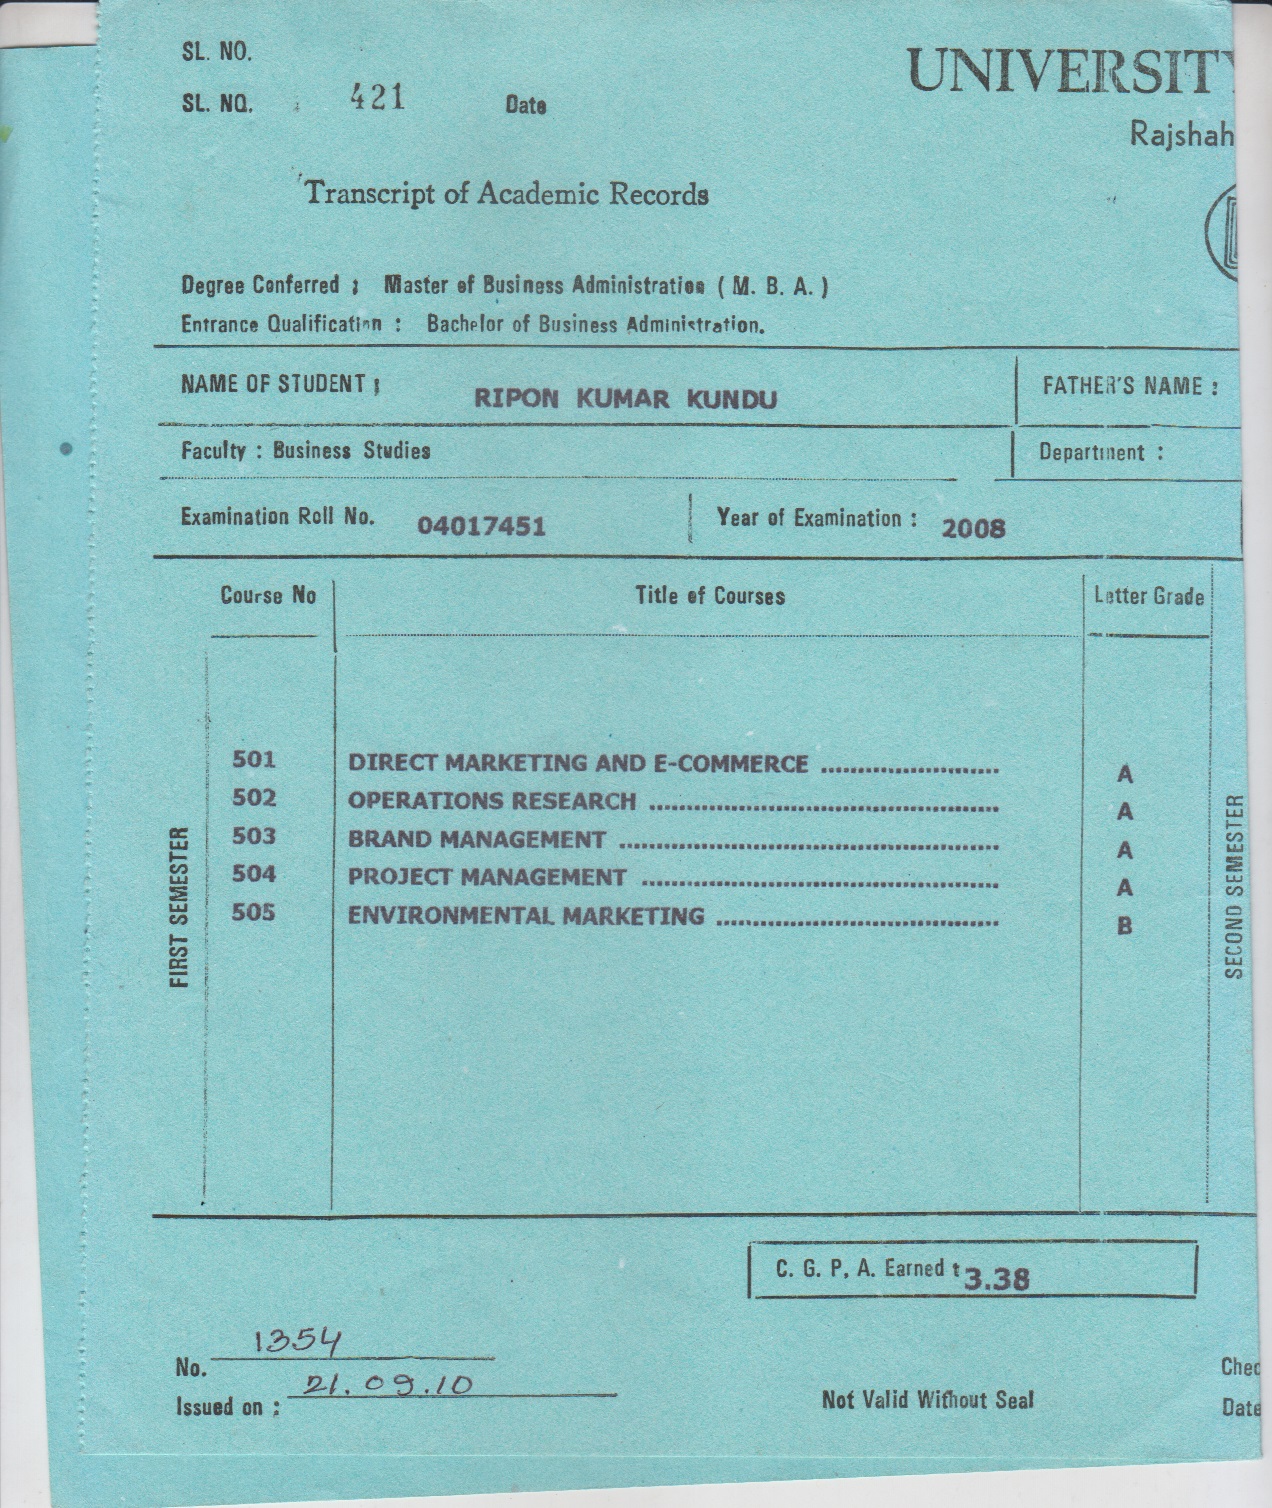 SL. NO.
UNIVERSITY
SL. NO. : 421 Date
Rajshah
Transcript of Academic Records
Degree Conferred : Master of Business Administration ( M. B. A. )
Entrance Qualification : Bachelor of Business Administration.
NAME OF STUDENT : RIPON KUMAR KUNDU FATHER'S NAME :
Faculty : Business Studies Department :
Examination Roll No. 04017451 Year of Examination : 2008
Course No Title of Courses Letter Grade
FIRST SEMESTER
501 DIRECT MARKETING AND E-COMMERCE ........................ A
502 OPERATIONS RESEARCH ............................................... A
503 BRAND MANAGEMENT .................................................... A
504 PROJECT MANAGEMENT ................................................ A
505 ENVIRONMENTAL MARKETING ...................................... B
SECOND SEMESTER
C. G. P. A. Earned : 3.38
No. 1354
Issued on : 21.09.10
Not Valid Without Seal
Chec
Date